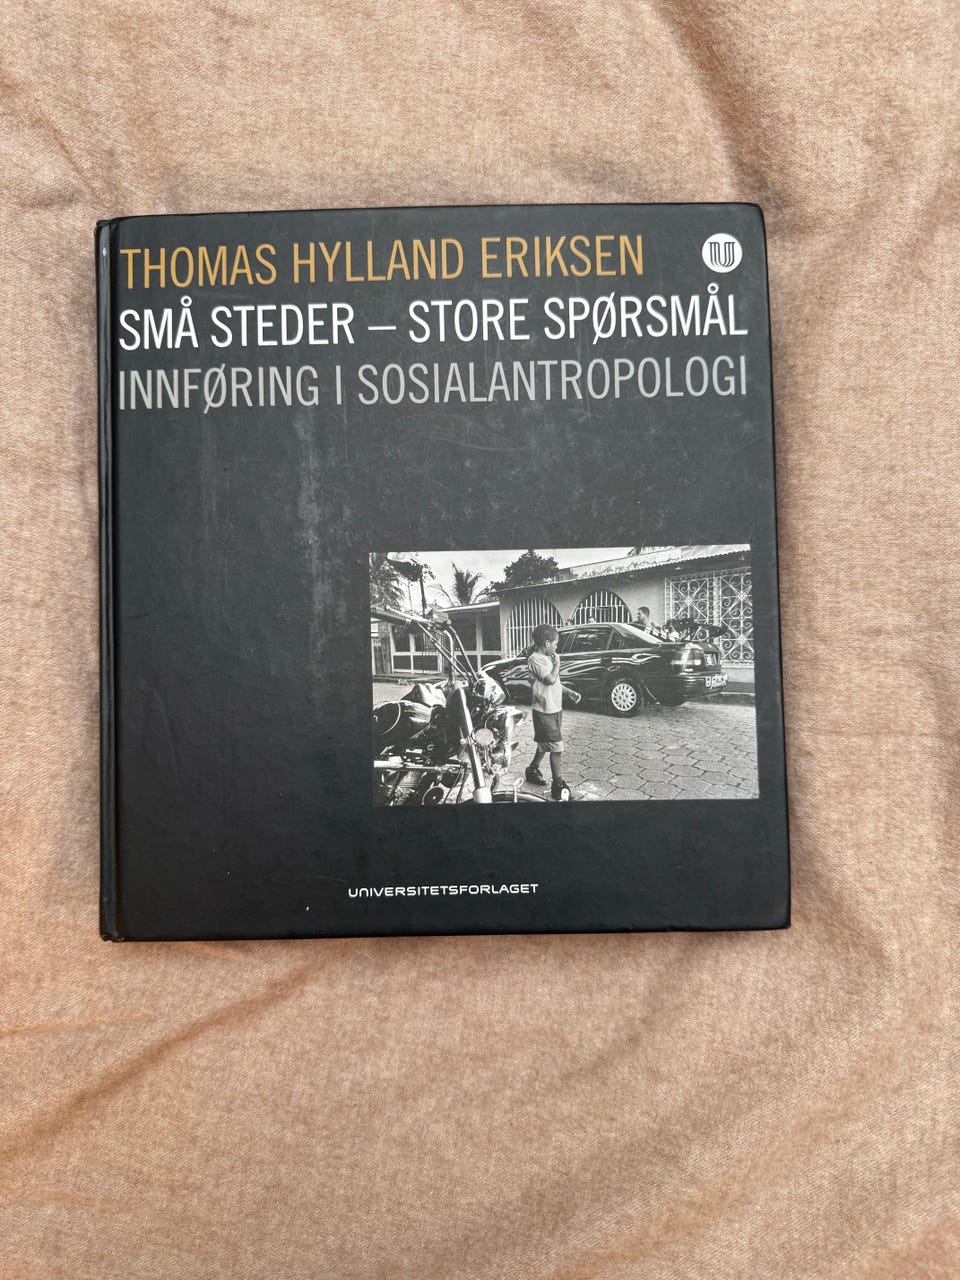 THOMAS HYLLAND ERIKSEN
SMÅ STEDER – STORE SPØRSMÅL
INNFØRING I SOSIALANTROPOLOGI
UNIVERSITETSFORLAGET